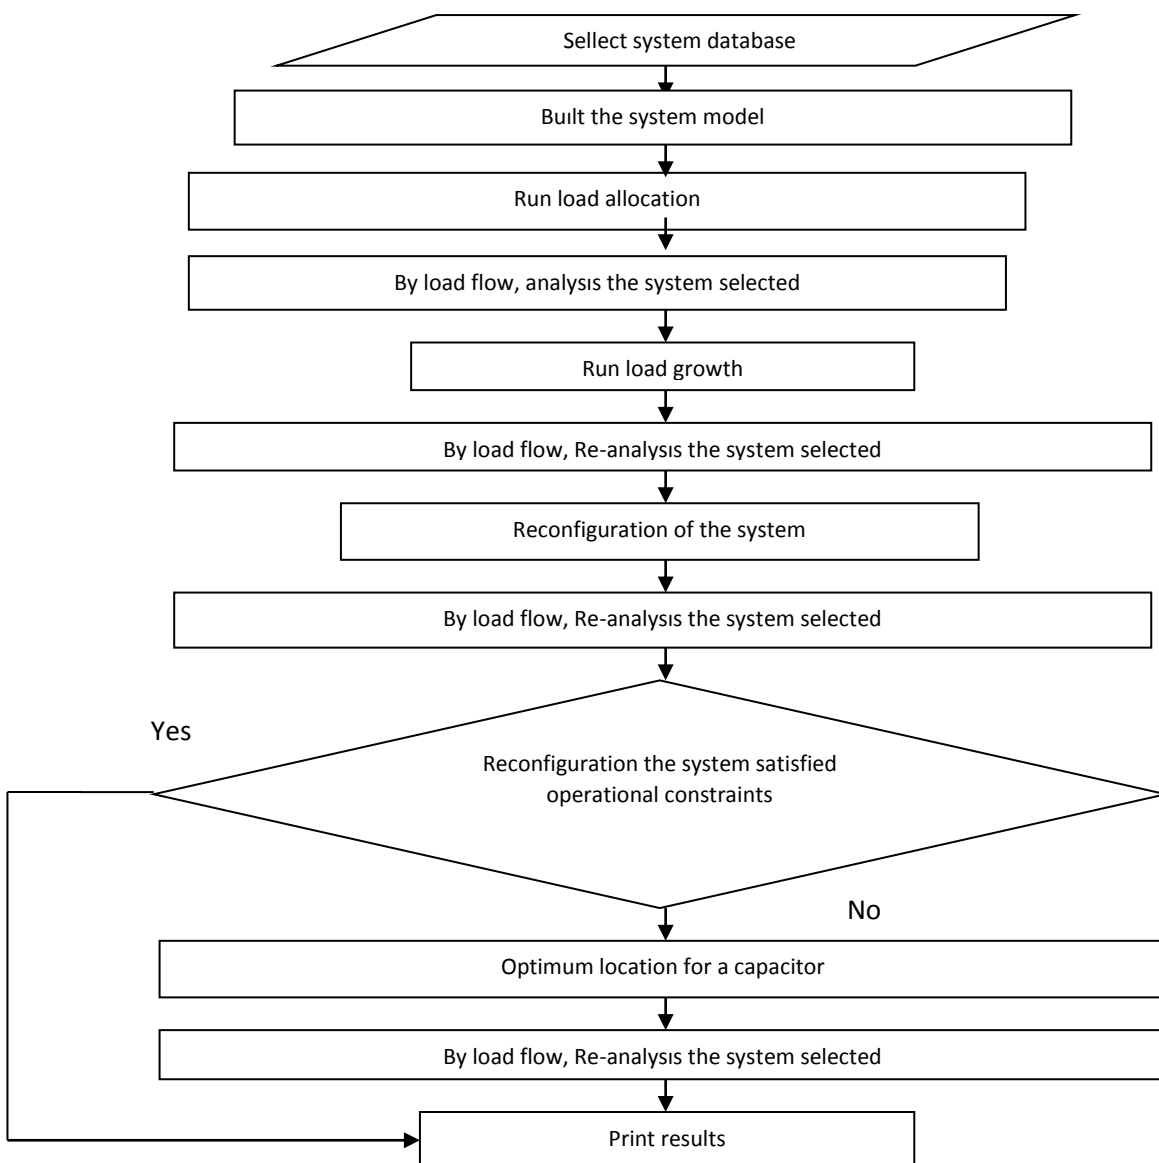 Sellect system database
Built the system model
Run load allocation
By load flow, analysis the system selected
Run load growth
By load flow, Re-analysis the system selected
Reconfiguration of the system
By load flow, Re-analysis the system selected
Yes
Reconfiguration the system satisfied
operational constraints
No
Optimum location for a capacitor
By load flow, Re-analysis the system selected
Print results